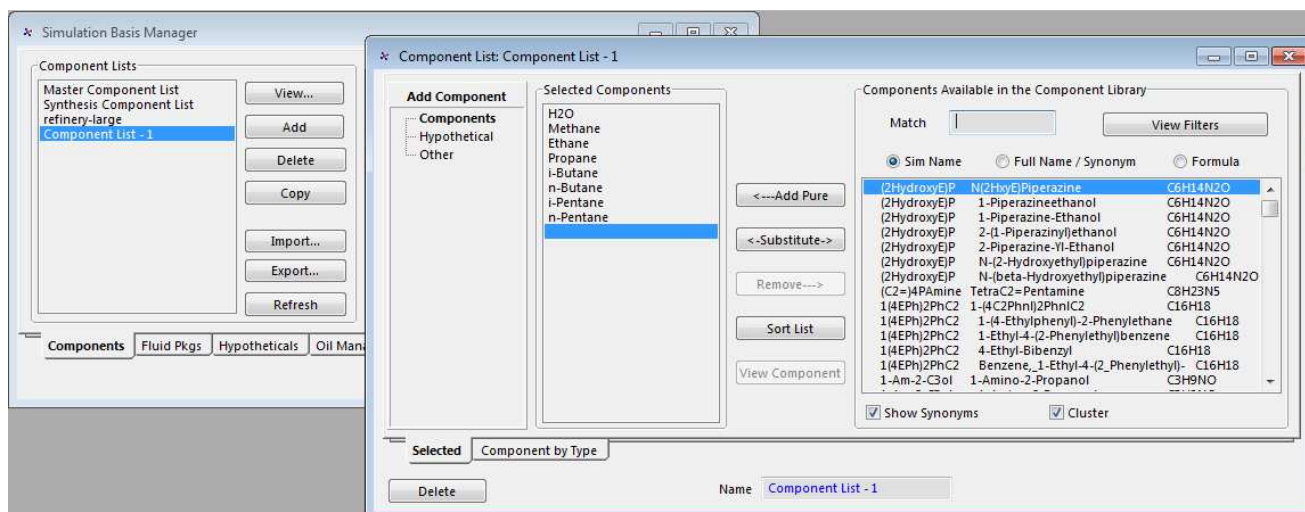 Simulation Basis Manager
Component Lists
Master Component List
Synthesis Component List
refinery-large
Component List - 1
View...
Add
Delete
Copy
Import...
Export...
Refresh
Components Fluid Pkgs Hypotheticals Oil Man
Component List: Component List - 1
Add Component
Components
Hypothetical
Other
Selected Components
H2O
Methane
Ethane
Propane
i-Butane
n-Butane
i-Pentane
n-Pentane
<---Add Pure
<-Substitute->
Remove--->
Sort List
View Component
Components Available in the Component Library
Match View Filters
Sim Name Full Name / Synonym Formula
(2HydroxyE)P N(2HxyE)Piperazine C6H14N2O
(2HydroxyE)P 1-Piperazineethanol C6H14N2O
(2HydroxyE)P 1-Piperazine-Ethanol C6H14N2O
(2HydroxyE)P 2-(1-Piperazinyl)ethanol C6H14N2O
(2HydroxyE)P 2-Piperazine-Yl-Ethanol C6H14N2O
(2HydroxyE)P N-(2-Hydroxyethyl)piperazine C6H14N2O
(2HydroxyE)P N-(beta-Hydroxyethyl)piperazine C6H14N2O
(C2=)4PAmine TetraC2=Pentamine C8H23N5
1(4EPh)2PhC2 1-(4C2Phnl)2PhnlC2 C16H18
1(4EPh)2PhC2 1-(4-Ethylphenyl)-2-Phenylethane C16H18
1(4EPh)2PhC2 1-Ethyl-4-(2-Phenylethyl)benzene C16H18
1(4EPh)2PhC2 4-Ethyl-Bibenzyl C16H18
1(4EPh)2PhC2 Benzene,_1-Ethyl-4-(2_Phenylethyl)- C16H18
1-Am-2-C3ol 1-Amino-2-Propanol C3H9NO
Show Synonyms Cluster
Selected Component by Type
Delete Name Component List - 1